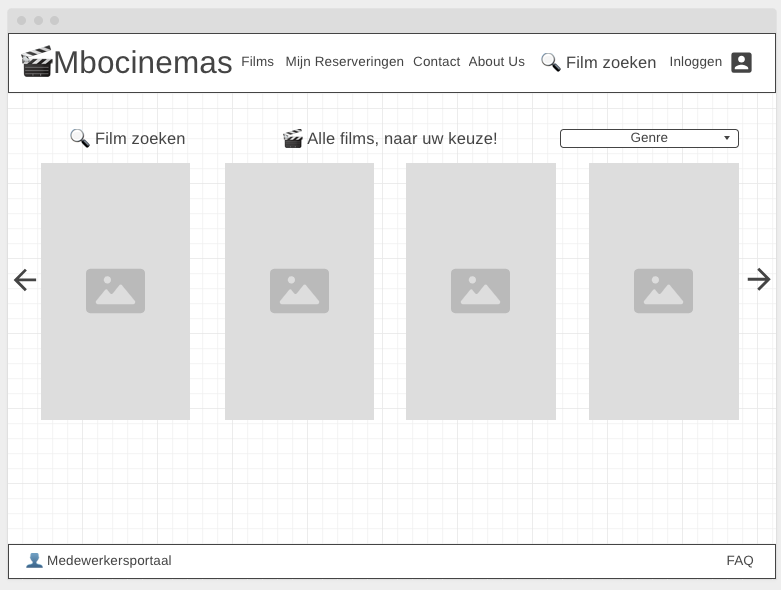 Mbocinemas Films Mijn Reserveringen Contact About Us Film zoeken Inloggen
Film zoeken Alle films, naar uw keuze! Genre
Medewerkersportaal FAQ